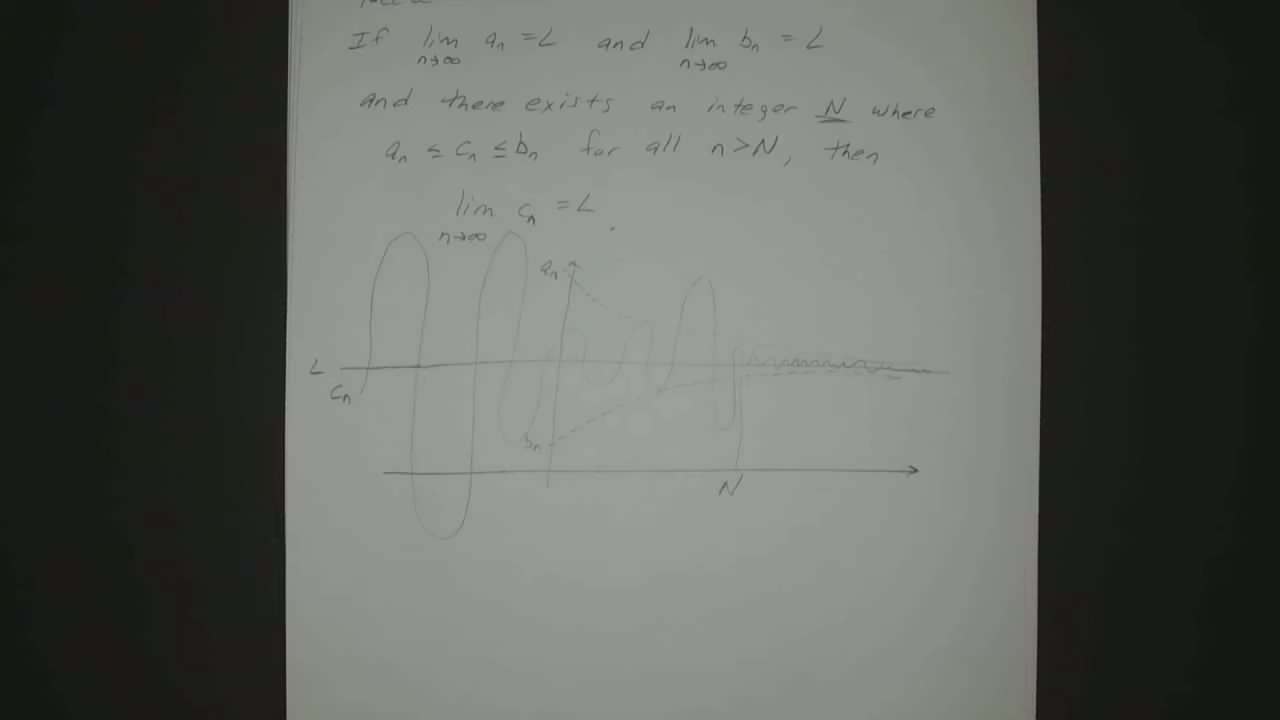 If lim n→∞ aₙ = L and lim n→∞ bₙ = L
and there exists an integer N where
aₙ ≤ cₙ ≤ bₙ for all n>N, then
lim n→∞ cₙ = L.
aₙ
L
cₙ
bₙ
N